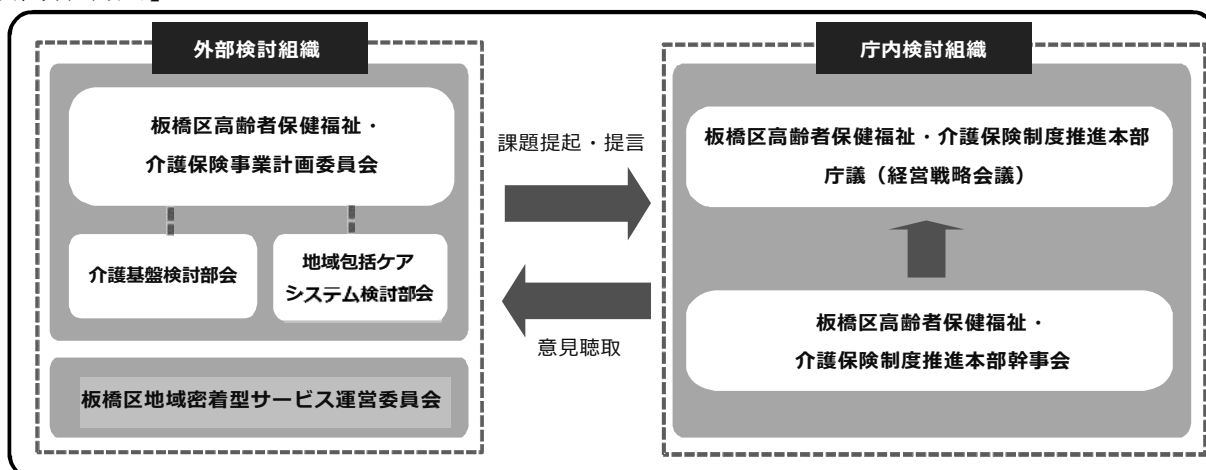 外部検討組織
板橋区高齢者保健福祉・
介護保険事業計画委員会
介護基盤検討部会
地域包括ケア
システム検討部会
板橋区地域密着型サービス運営委員会
課題提起・提言
意見聴取
庁内検討組織
板橋区高齢者保健福祉・介護保険制度推進本部
庁議（経営戦略会議）
板橋区高齢者保健福祉・
介護保険制度推進本部幹事会